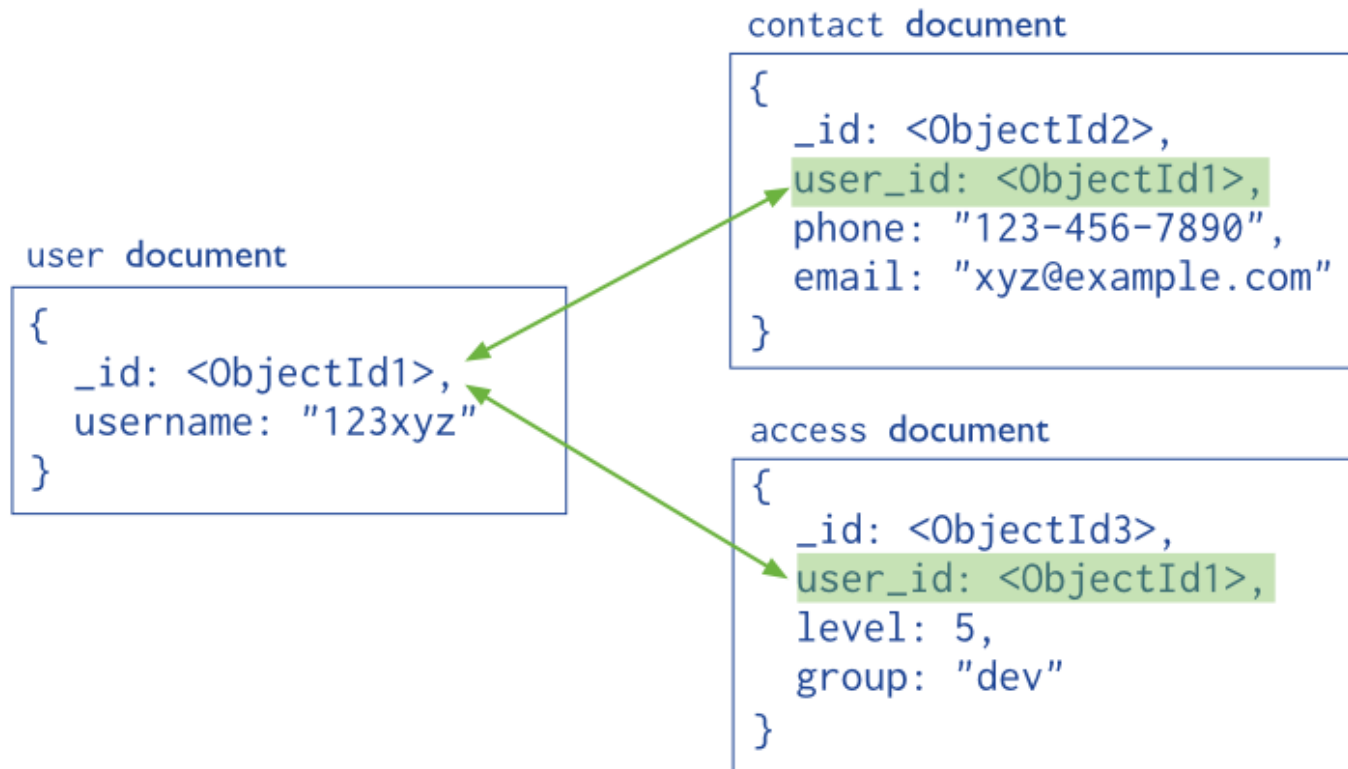 user document
{
_id: <ObjectId1>,
username: "123xyz"
}
contact document
{
_id: <ObjectId2>,
user_id: <ObjectId1>,
phone: "123-456-7890",
email: "xyz@example.com"
}
access document
{
_id: <ObjectId3>,
user_id: <ObjectId1>,
level: 5,
group: "dev"
}